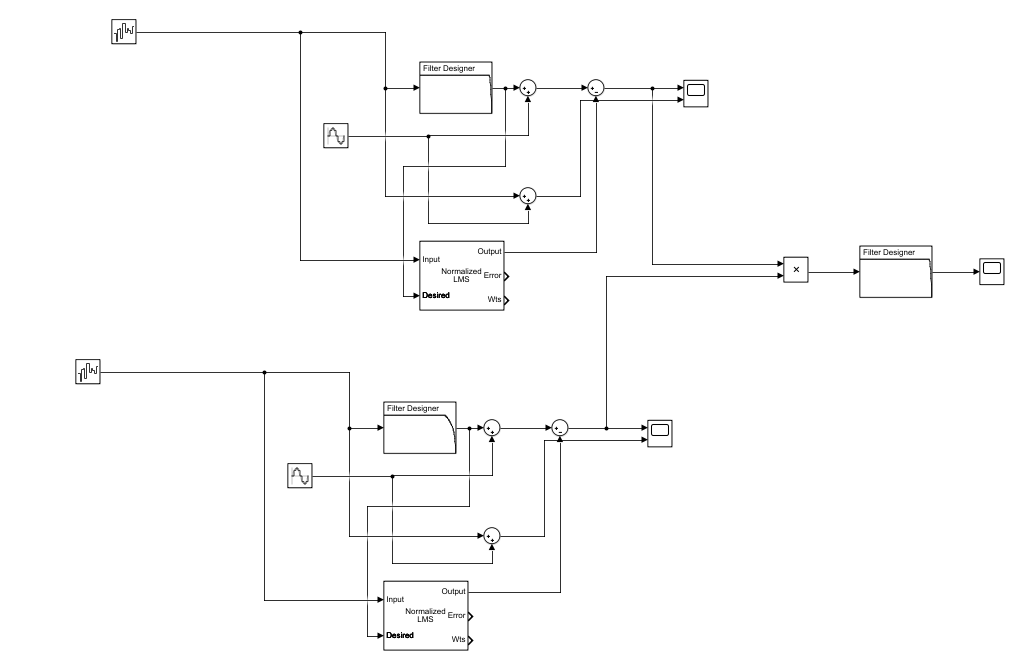 Filter Designer
Output
Input
Normalized
LMS
Error
Desired
Wts
×
Filter Designer
Filter Designer
Output
Input
Normalized
LMS
Error
Desired
Wts